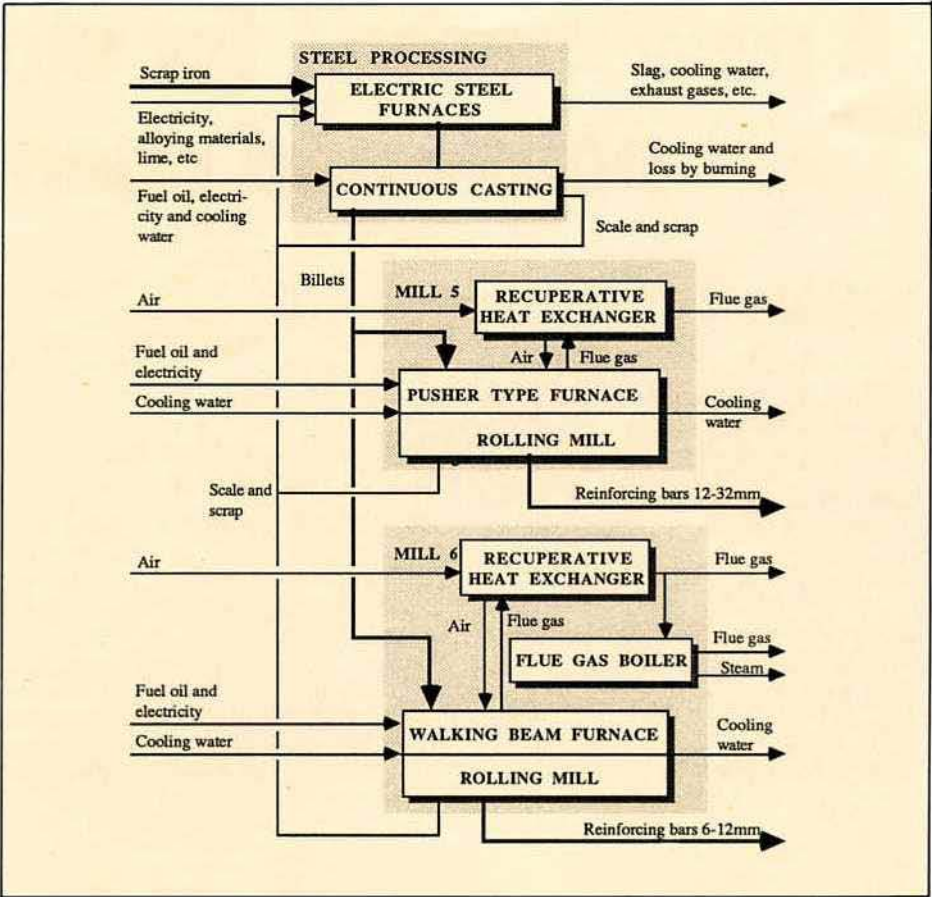 STEEL PROCESSING
Scrap iron
ELECTRIC STEEL
FURNACES
Slag, cooling water,
exhaust gases, etc.
Electricity,
alloying materials,
lime, etc
Cooling water and
loss by burning
CONTINUOUS CASTING
Fuel oil, electri-
city and cooling
water
Scale and scrap
Billets
MILL 5
RECUPERATIVE
HEAT EXCHANGER
Air
Flue gas
Air
Flue gas
Fuel oil and
electricity
PUSHER TYPE FURNACE
Cooling water
Cooling
water
ROLLING MILL
Scale and
scrap
Reinforcing bars 12-32mm
MILL 6
RECUPERATIVE
HEAT EXCHANGER
Air
Flue gas
Air
Flue gas
FLUE GAS BOILER
Flue gas
Steam
Fuel oil and
electricity
WALKING BEAM FURNACE
Cooling water
Cooling
water
ROLLING MILL
Reinforcing bars 6-12mm